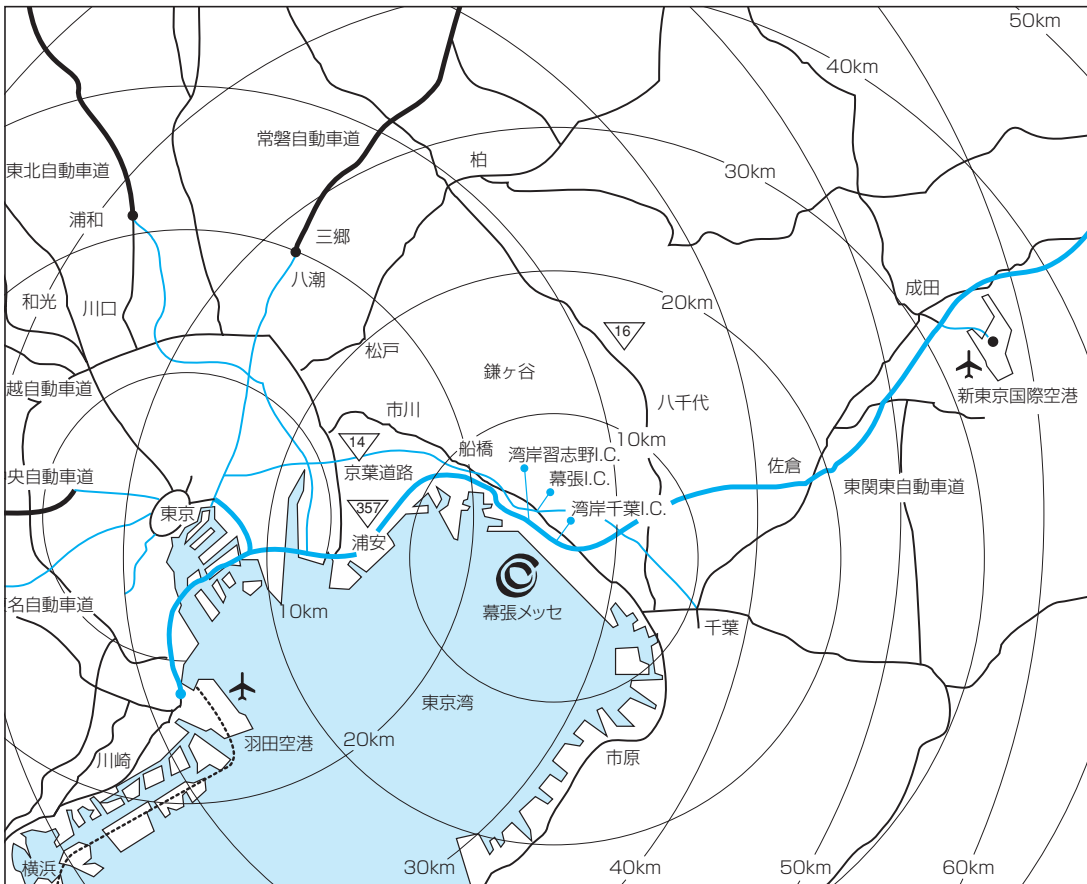 50km
40km
常磐自動車道
柏
東北自動車道
30km
浦和
三郷
八潮
成田
和光
川口
20km
16
松戸
鎌ヶ谷
新東京国際空港
越自動車道
八千代
市川
10km
14
船橋
湾岸習志野I.C.
京葉道路
幕張I.C.
佐倉
央自動車道
東関東自動車道
357
湾岸千葉I.C.
東京
浦安
名自動車道
10km
幕張メッセ
千葉
東京湾
羽田空港
20km
川崎
市原
横浜
30km
40km
50km
60km